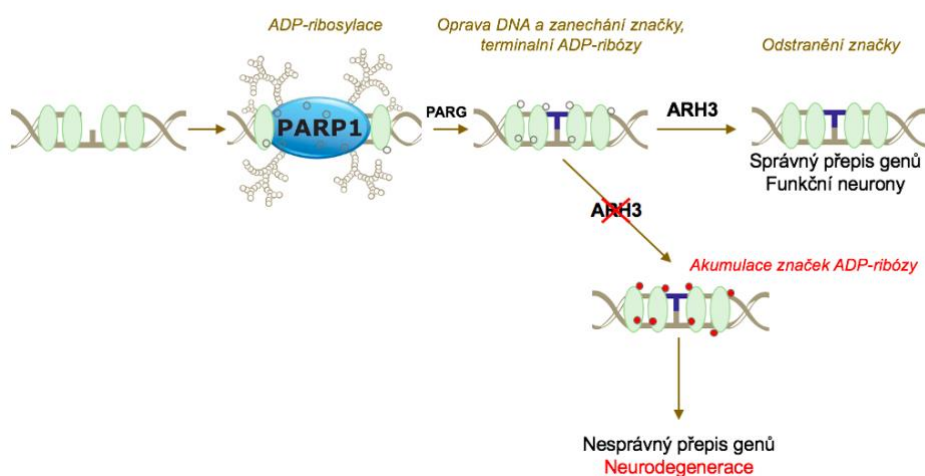 ADP-ribosylace
Oprava DNA a zanechání značky,
terminalní ADP-ribózy
Odstranění značky
PARP1
PARG
ARH3
Správný přepis genů
Funkční neurony
ARH3
Akumulace značek ADP-ribózy
Nesprávný přepis genů
Neurodegenerace